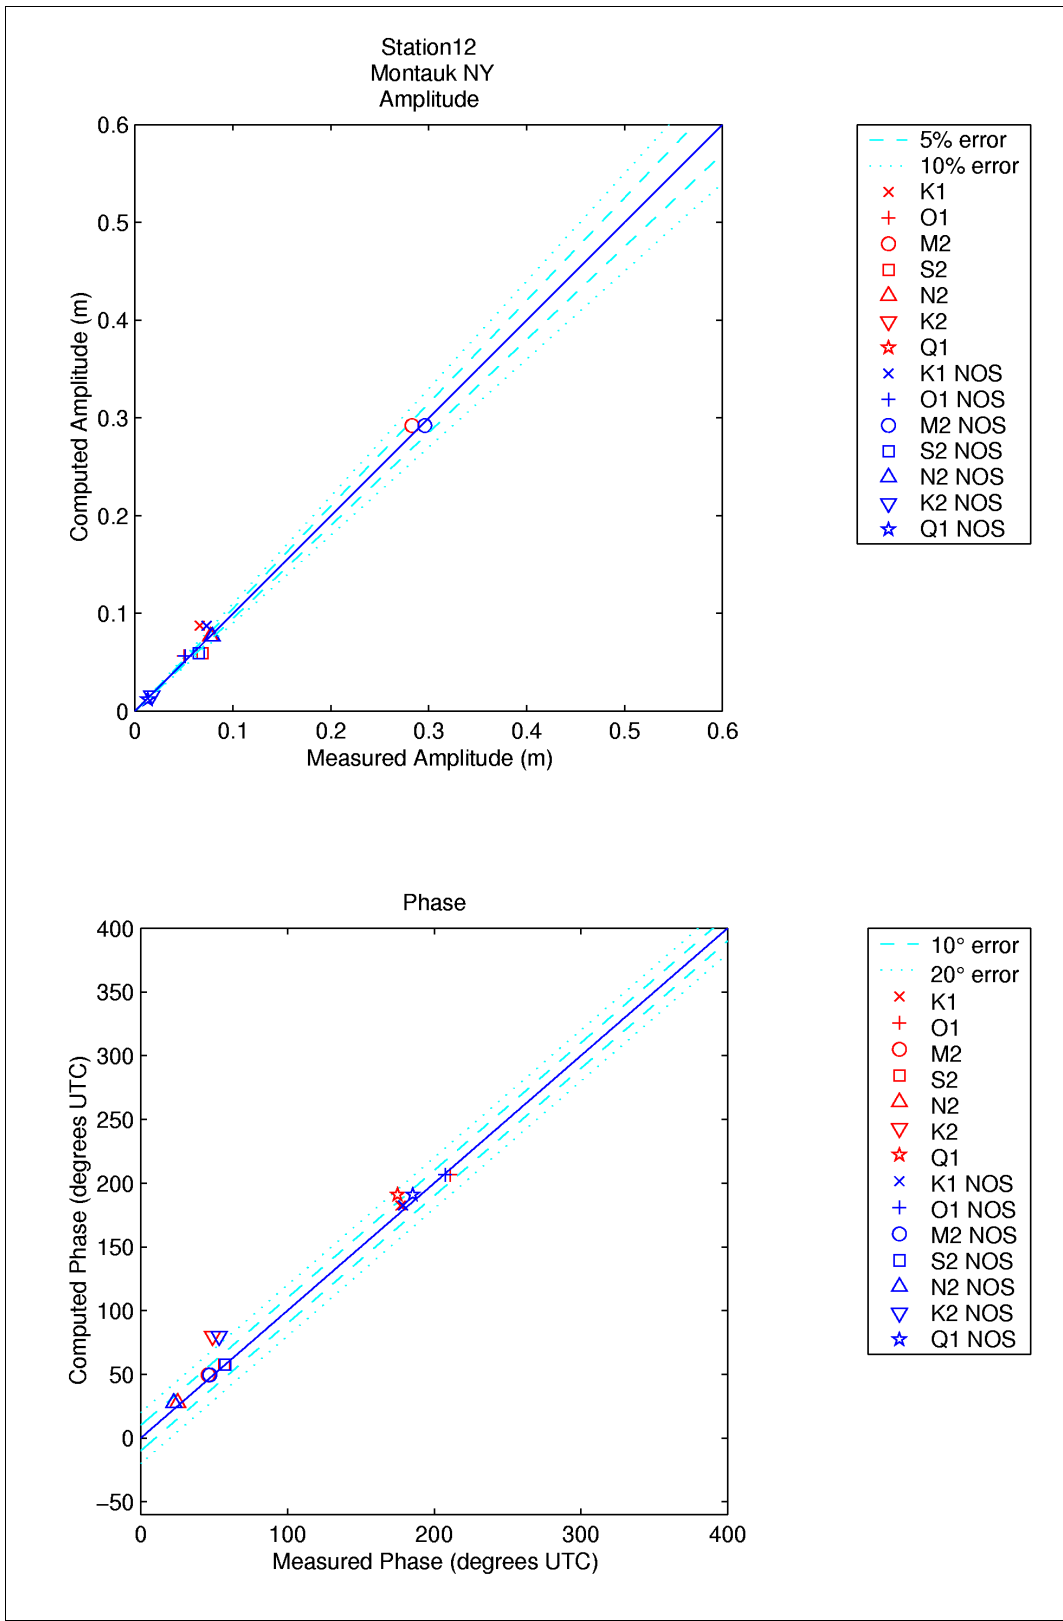 Station12
Montauk NY
Amplitude
0.6
0.5
0.4
0.3
0.2
0.1
0
Computed Amplitude (m)
0 0.1 0.2 0.3 0.4 0.5 0.6
Measured Amplitude (m)
5% error
10% error
K1
O1
M2
S2
N2
K2
Q1
K1 NOS
O1 NOS
M2 NOS
S2 NOS
N2 NOS
K2 NOS
Q1 NOS
Phase
400
350
300
250
200
150
100
50
0
−50
Computed Phase (degrees UTC)
0 100 200 300 400
Measured Phase (degrees UTC)
10° error
20° error
K1
O1
M2
S2
N2
K2
Q1
K1 NOS
O1 NOS
M2 NOS
S2 NOS
N2 NOS
K2 NOS
Q1 NOS